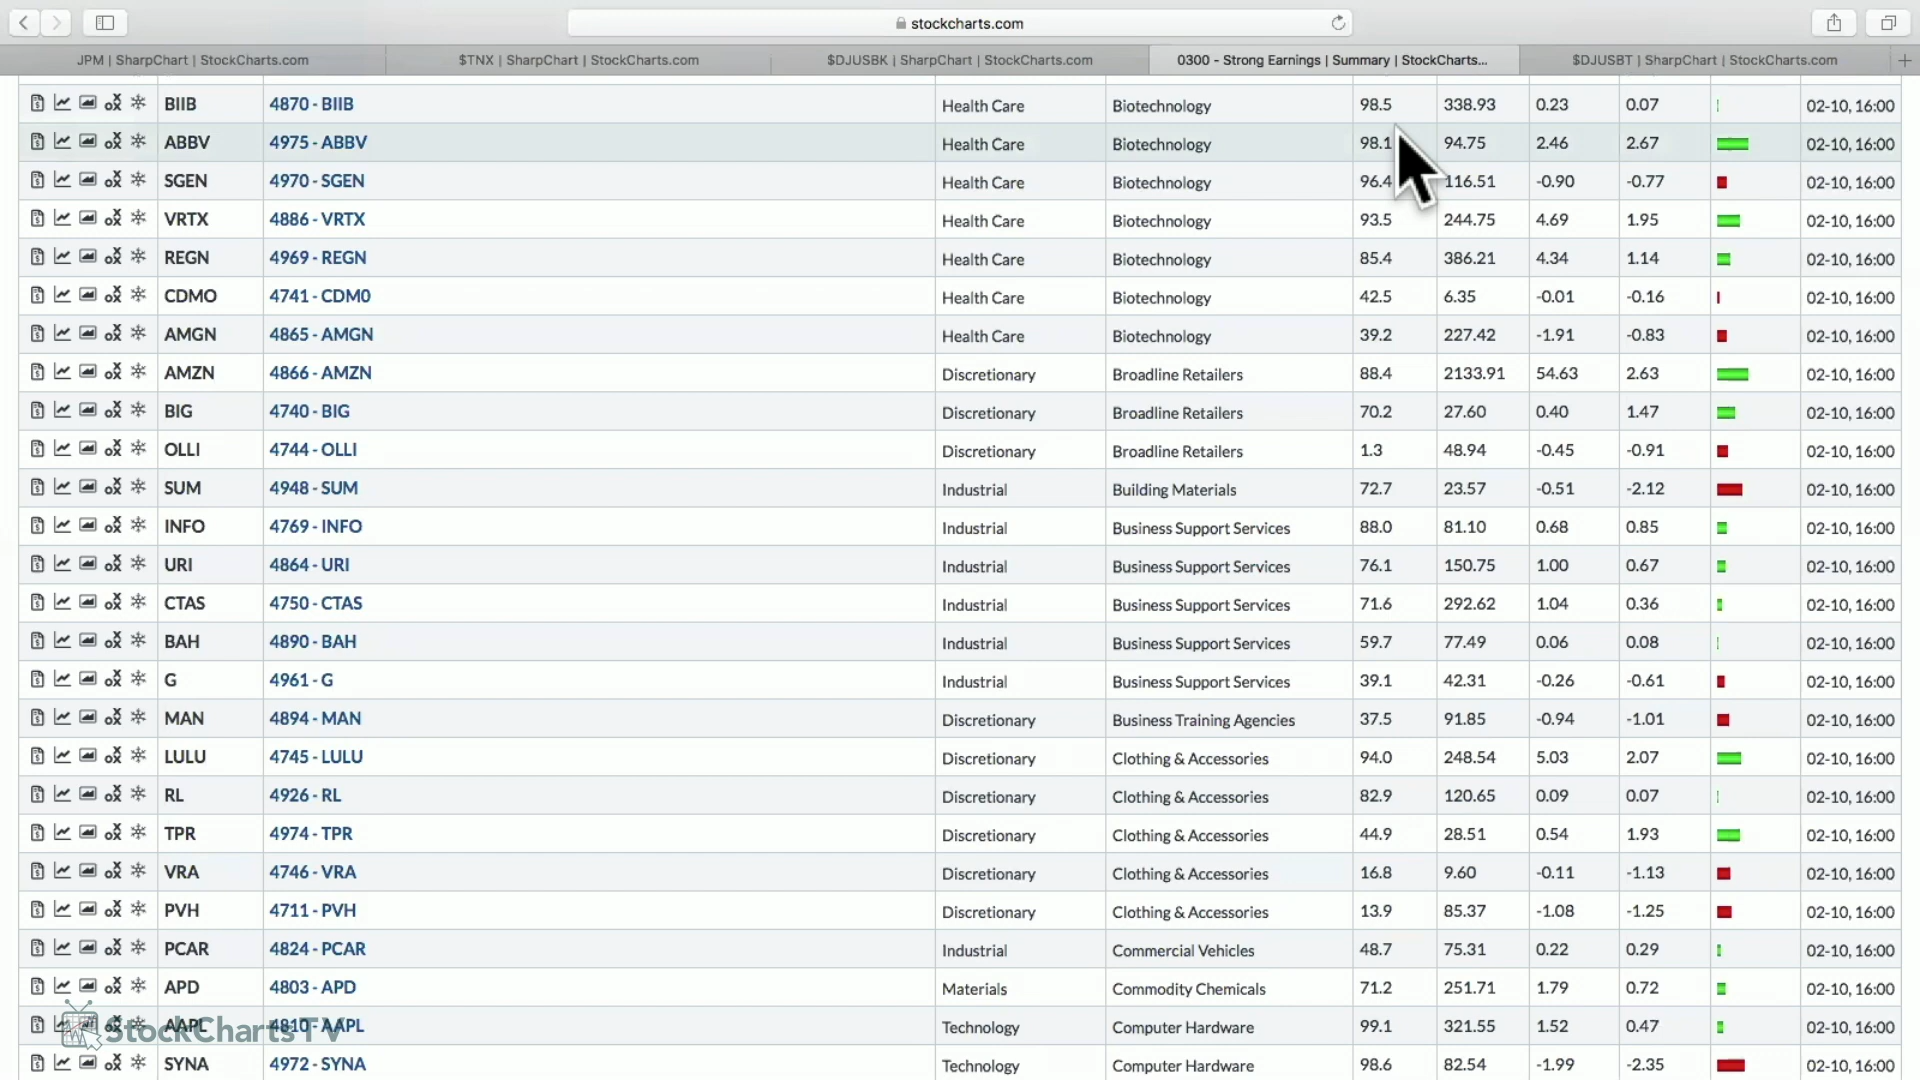 stockcharts.com
JPM | SharpChart | StockCharts.com $TNX | SharpChart | StockCharts.com $DJUSBK | SharpChart | StockCharts.com 0300 - Strong Earnings | Summary | StockCharts... $DJUSBT | SharpChart | StockCharts.com
BIIB 4870 - BIIB Health Care Biotechnology 98.5 338.93 0.23 0.07 02-10, 16:00
ABBV 4975 - ABBV Health Care Biotechnology 98.1 94.75 2.46 2.67 02-10, 16:00
SGEN 4970 - SGEN Health Care Biotechnology 96.4 116.51 -0.90 -0.77 02-10, 16:00
VRTX 4886 - VRTX Health Care Biotechnology 93.5 244.75 4.69 1.95 02-10, 16:00
REGN 4969 - REGN Health Care Biotechnology 85.4 386.21 4.34 1.14 02-10, 16:00
CDMO 4741 - CDM0 Health Care Biotechnology 42.5 6.35 -0.01 -0.16 02-10, 16:00
AMGN 4865 - AMGN Health Care Biotechnology 39.2 227.42 -1.91 -0.83 02-10, 16:00
AMZN 4866 - AMZN Discretionary Broadline Retailers 88.4 2133.91 54.63 2.63 02-10, 16:00
BIG 4740 - BIG Discretionary Broadline Retailers 70.2 27.60 0.40 1.47 02-10, 16:00
OLLI 4744 - OLLI Discretionary Broadline Retailers 1.3 48.94 -0.45 -0.91 02-10, 16:00
SUM 4948 - SUM Industrial Building Materials 72.7 23.57 -0.51 -2.12 02-10, 16:00
INFO 4769 - INFO Industrial Business Support Services 88.0 81.10 0.68 0.85 02-10, 16:00
URI 4864 - URI Industrial Business Support Services 76.1 150.75 1.00 0.67 02-10, 16:00
CTAS 4750 - CTAS Industrial Business Support Services 71.6 292.62 1.04 0.36 02-10, 16:00
BAH 4890 - BAH Industrial Business Support Services 59.7 77.49 0.06 0.08 02-10, 16:00
G 4961 - G Industrial Business Support Services 39.1 42.31 -0.26 -0.61 02-10, 16:00
MAN 4894 - MAN Discretionary Business Training Agencies 37.5 91.85 -0.94 -1.01 02-10, 16:00
LULU 4745 - LULU Discretionary Clothing & Accessories 94.0 248.54 5.03 2.07 02-10, 16:00
RL 4926 - RL Discretionary Clothing & Accessories 82.9 120.65 0.09 0.07 02-10, 16:00
TPR 4974 - TPR Discretionary Clothing & Accessories 44.9 28.51 0.54 1.93 02-10, 16:00
VRA 4746 - VRA Discretionary Clothing & Accessories 16.8 9.60 -0.11 -1.13 02-10, 16:00
PVH 4711 - PVH Discretionary Clothing & Accessories 13.9 85.37 -1.08 -1.25 02-10, 16:00
PCAR 4824 - PCAR Industrial Commercial Vehicles 48.7 75.31 0.22 0.29 02-10, 16:00
APD 4803 - APD Materials Commodity Chemicals 71.2 251.71 1.79 0.72 02-10, 16:00
AAPL 4810 - AAPL Technology Computer Hardware 99.1 321.55 1.52 0.47 02-10, 16:00
StockChartsTV
SYNA 4972 - SYNA Technology Computer Hardware 98.6 82.54 -1.99 -2.35 02-10, 16:00